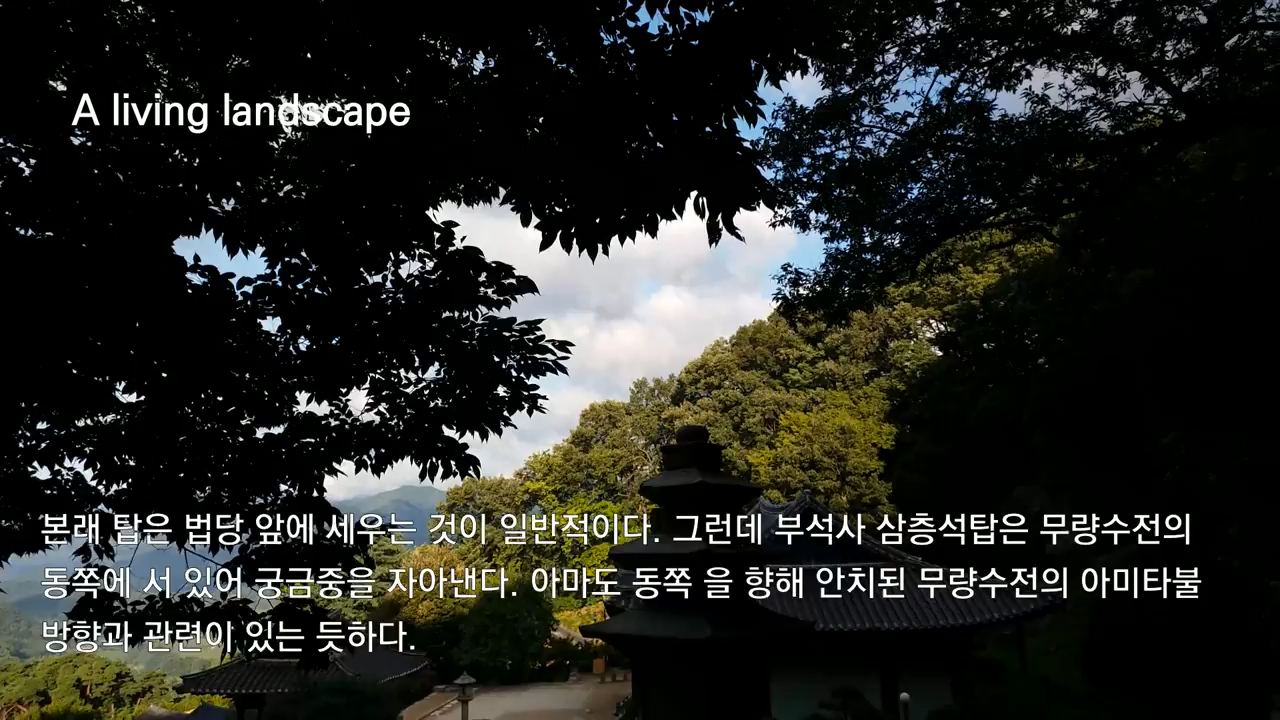 A living landscape
본래 탑은 법당 앞에 세우는 것이 일반적이다. 그런데 부석사 삼층석탑은 무량수전의
동쪽에 서 있어 궁금중을 자아낸다. 아마도 동쪽 을 향해 안치된 무량수전의 아미타불
방향과 관련이 있는 듯하다.